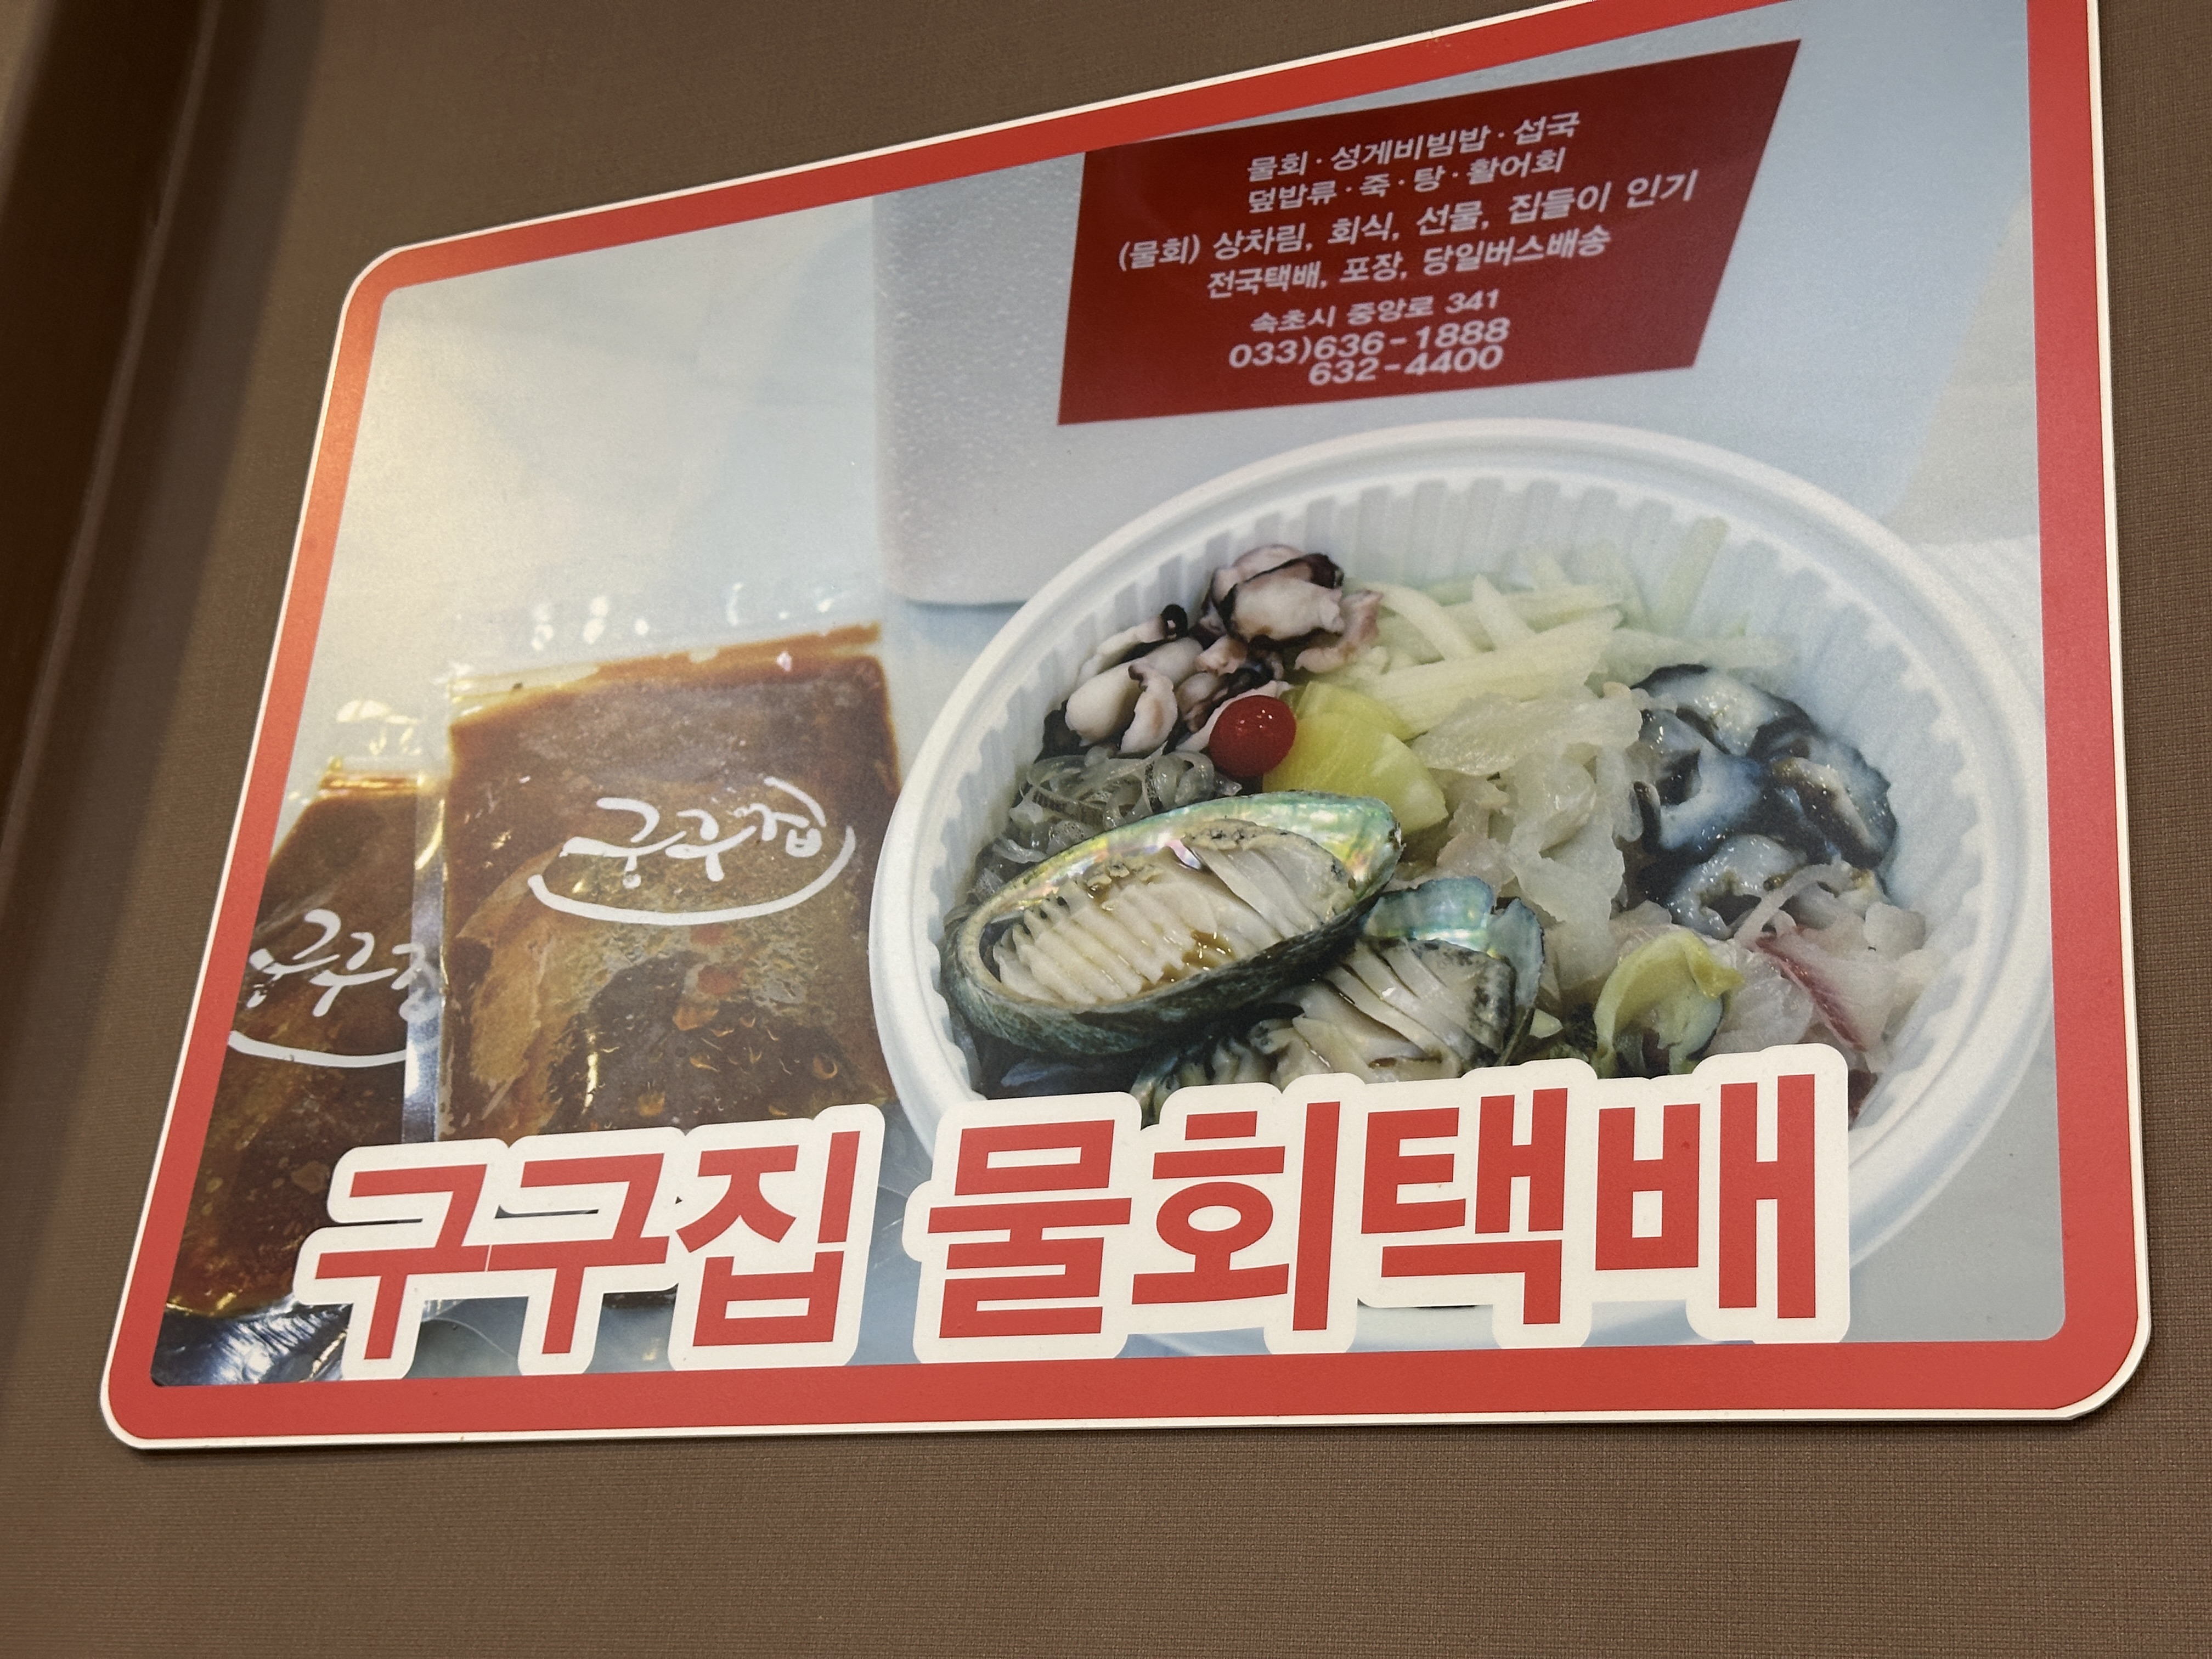 물회·성게비빔밥·섭국
덮밥류·죽·탕·활어회
(물회) 상차림, 회식, 선물, 집들이 인기
전국택배, 포장, 당일버스배송
속초시 중앙로 341
033)636-1888
632-4400
구구집
구구집
구구집 물회택배